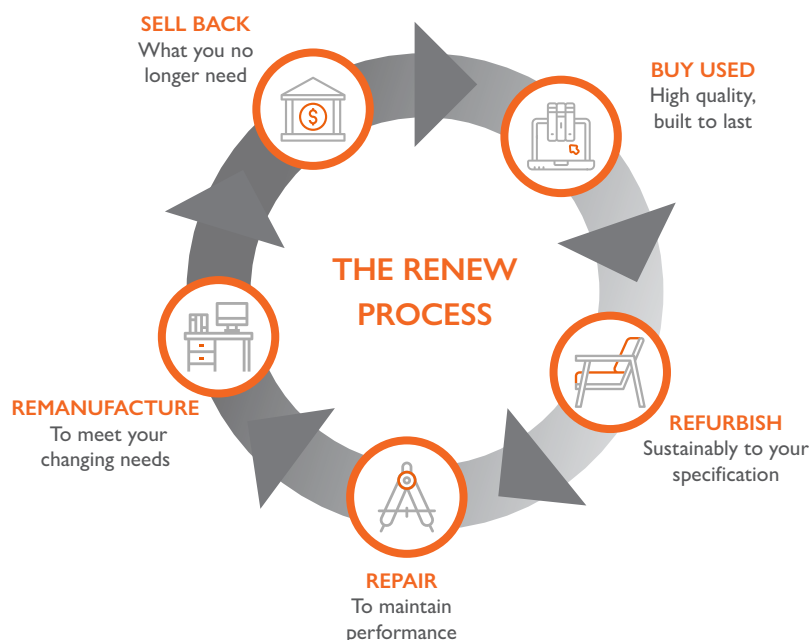 SELL BACK
What you no
longer need
BUY USED
High quality,
built to last
THE RENEW
PROCESS
REFURBISH
Sustainably to your
specification
REPAIR
To maintain
performance
REMANUFACTURE
To meet your
changing needs
$